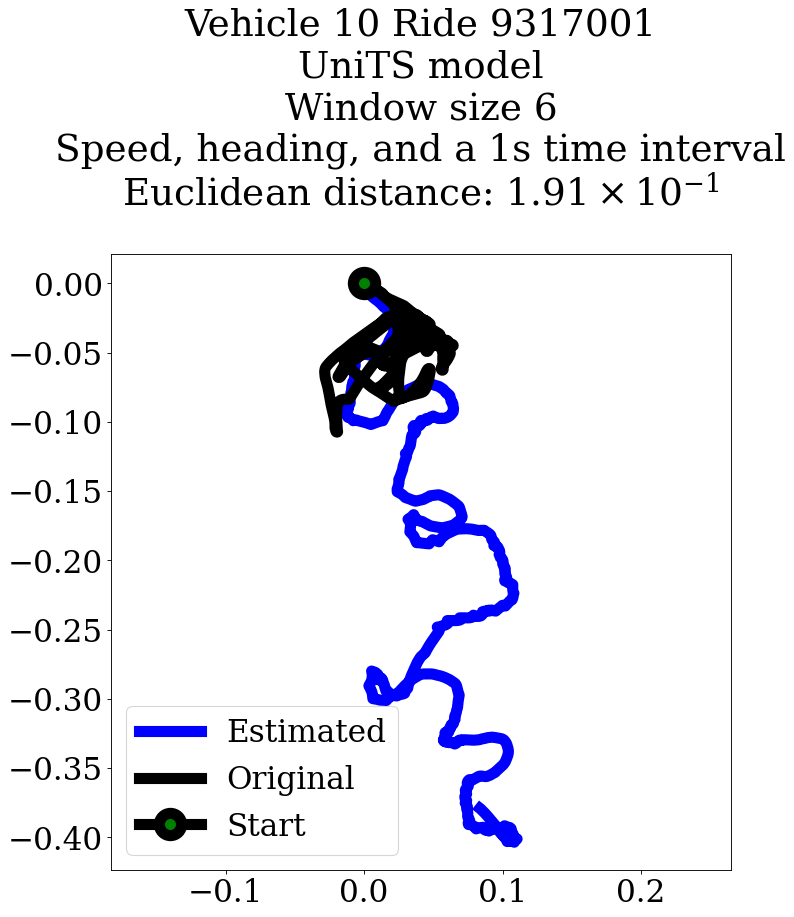 Vehicle 10 Ride 9317001
UniTS model
Window size 6
Speed, heading, and a 1s time interval
Euclidean distance: 1.91 × 10⁻¹
0.00
−0.05
−0.10
−0.15
−0.20
−0.25
−0.30
−0.35
−0.40
Estimated
Original
Start
−0.1 0.0 0.1 0.2